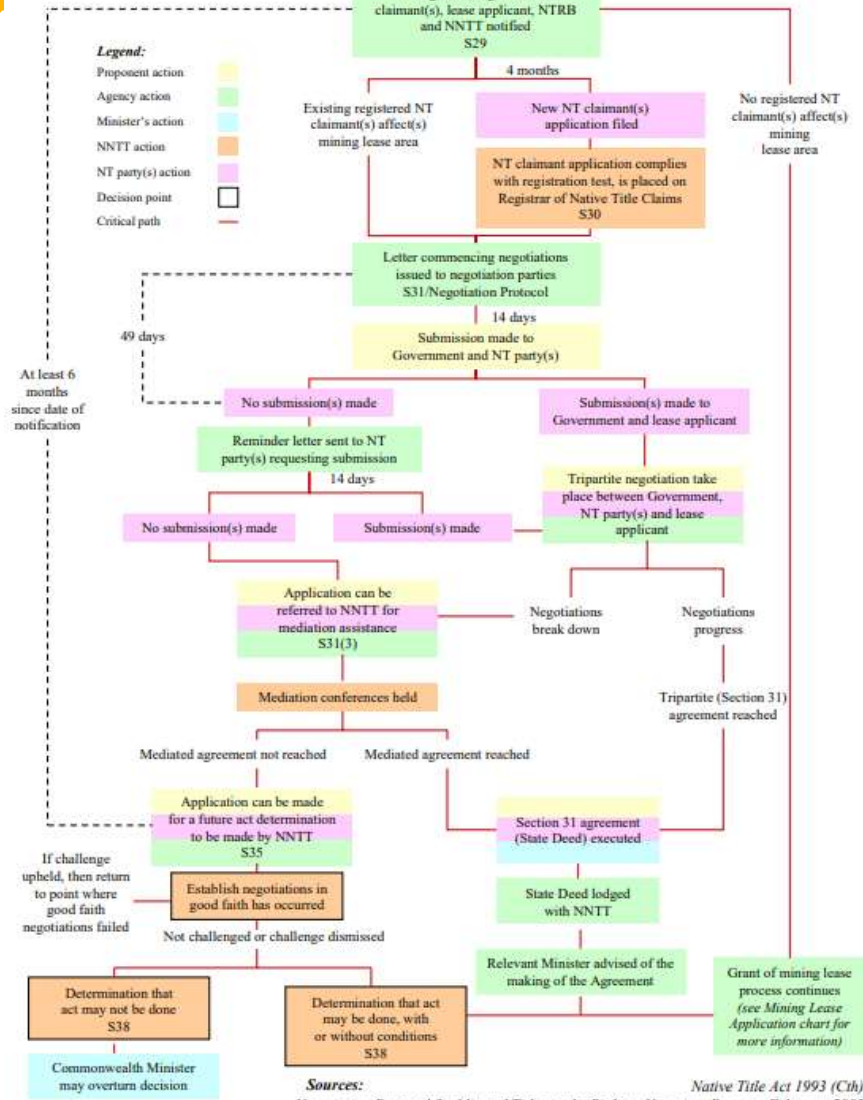 claimant(s), lease applicant, NTRB
and NNTT notified
S29
Legend:
Proponent action
Agency action
Minister's action
NNTT action
NT party(s) action
Decision point
Critical path
4 months
Existing registered NT
claimant(s) affect(s)
mining lease area
New NT claimant(s)
application filed
No registered NT
claimant(s) affect(s)
mining
lease area
NT claimant application complies
with registration test, is placed on
Registrar of Native Title Claims
S30
Letter commencing negotiations
issued to negotiation parties
S31/Negotiation Protocol
49 days
14 days
Submission made to
Government and NT party(s)
At least 6
months
since date of
notification
No submission(s) made
Submission(s) made to
Government and lease applicant
Reminder letter sent to NT
party(s) requesting submission
14 days
Tripartite negotiation take
place between Government,
NT party(s) and lease
applicant
No submission(s) made
Submission(s) made
Application can be
referred to NNTT for
mediation assistance
S31(3)
Negotiations
break down
Negotiations
progress
Mediation conferences held
Tripartite (Section 31)
agreement reached
Mediated agreement not reached
Mediated agreement reached
Application can be made
for a future act determination
to be made by NNTT
S35
Section 31 agreement
(State Deed) executed
If challenge
upheld, then return
to point where
good faith
negotiations failed
Establish negotiations in
good faith has occurred
State Deed lodged
with NNTT
Not challenged or challenge dismissed
Relevant Minister advised of the
making of the Agreement
Grant of mining lease
process continues
(see Mining Lease
Application chart for
more information)
Determination that
act may not be done
S38
Determination that act
may be done, with
or without conditions
S38
Commonwealth Minister
may overturn decision
Sources:
Native Title Act 1993 (Cth)